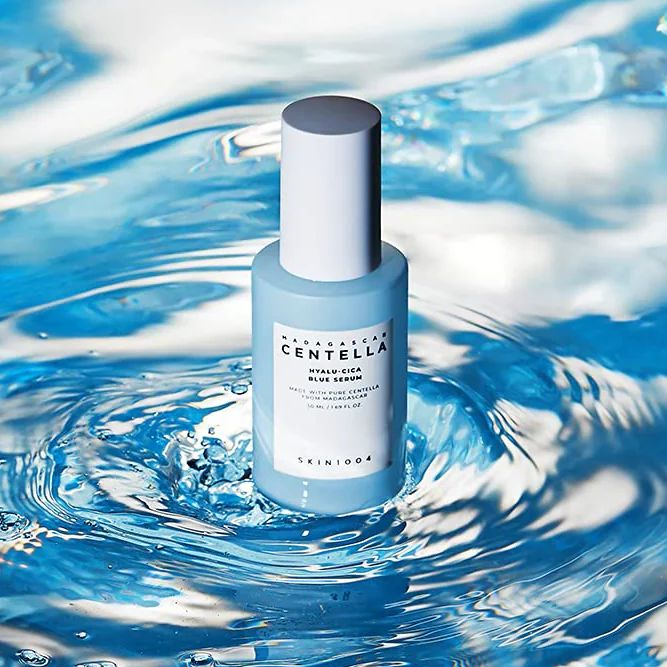 MADAGASCAR
CENTELLA
HYALU-CICA
BLUE SERUM
MADE WITH PURE CENTELLA
FROM MADAGASCAR
50 ML / 1.69 FL.OZ.
SKIN1004